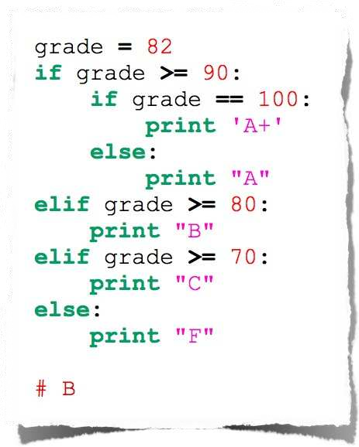 grade = 82
if grade >= 90:
    if grade == 100:
        print 'A+'
    else:
        print "A"
elif grade >= 80:
    print "B"
elif grade >= 70:
    print "C"
else:
    print "F"

# B